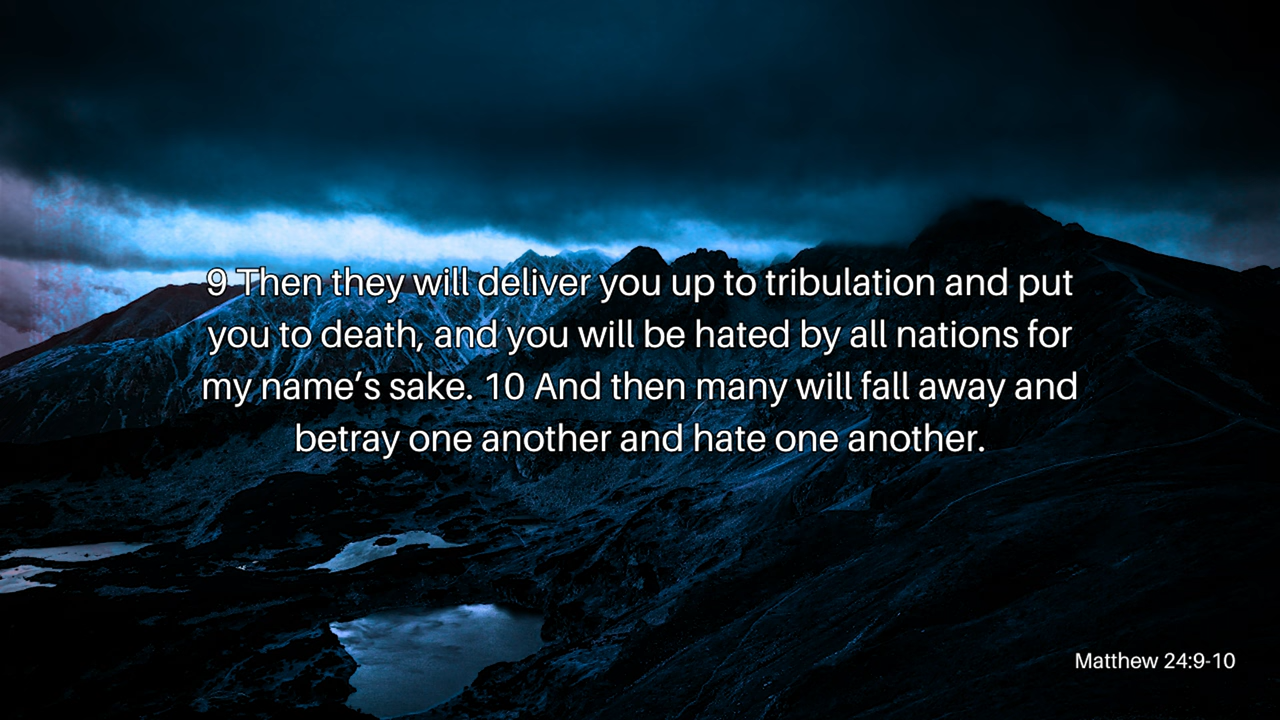 9 Then they will deliver you up to tribulation and put
you to death, and you will be hated by all nations for
my name’s sake. 10 And then many will fall away and
betray one another and hate one another.
Matthew 24:9-10